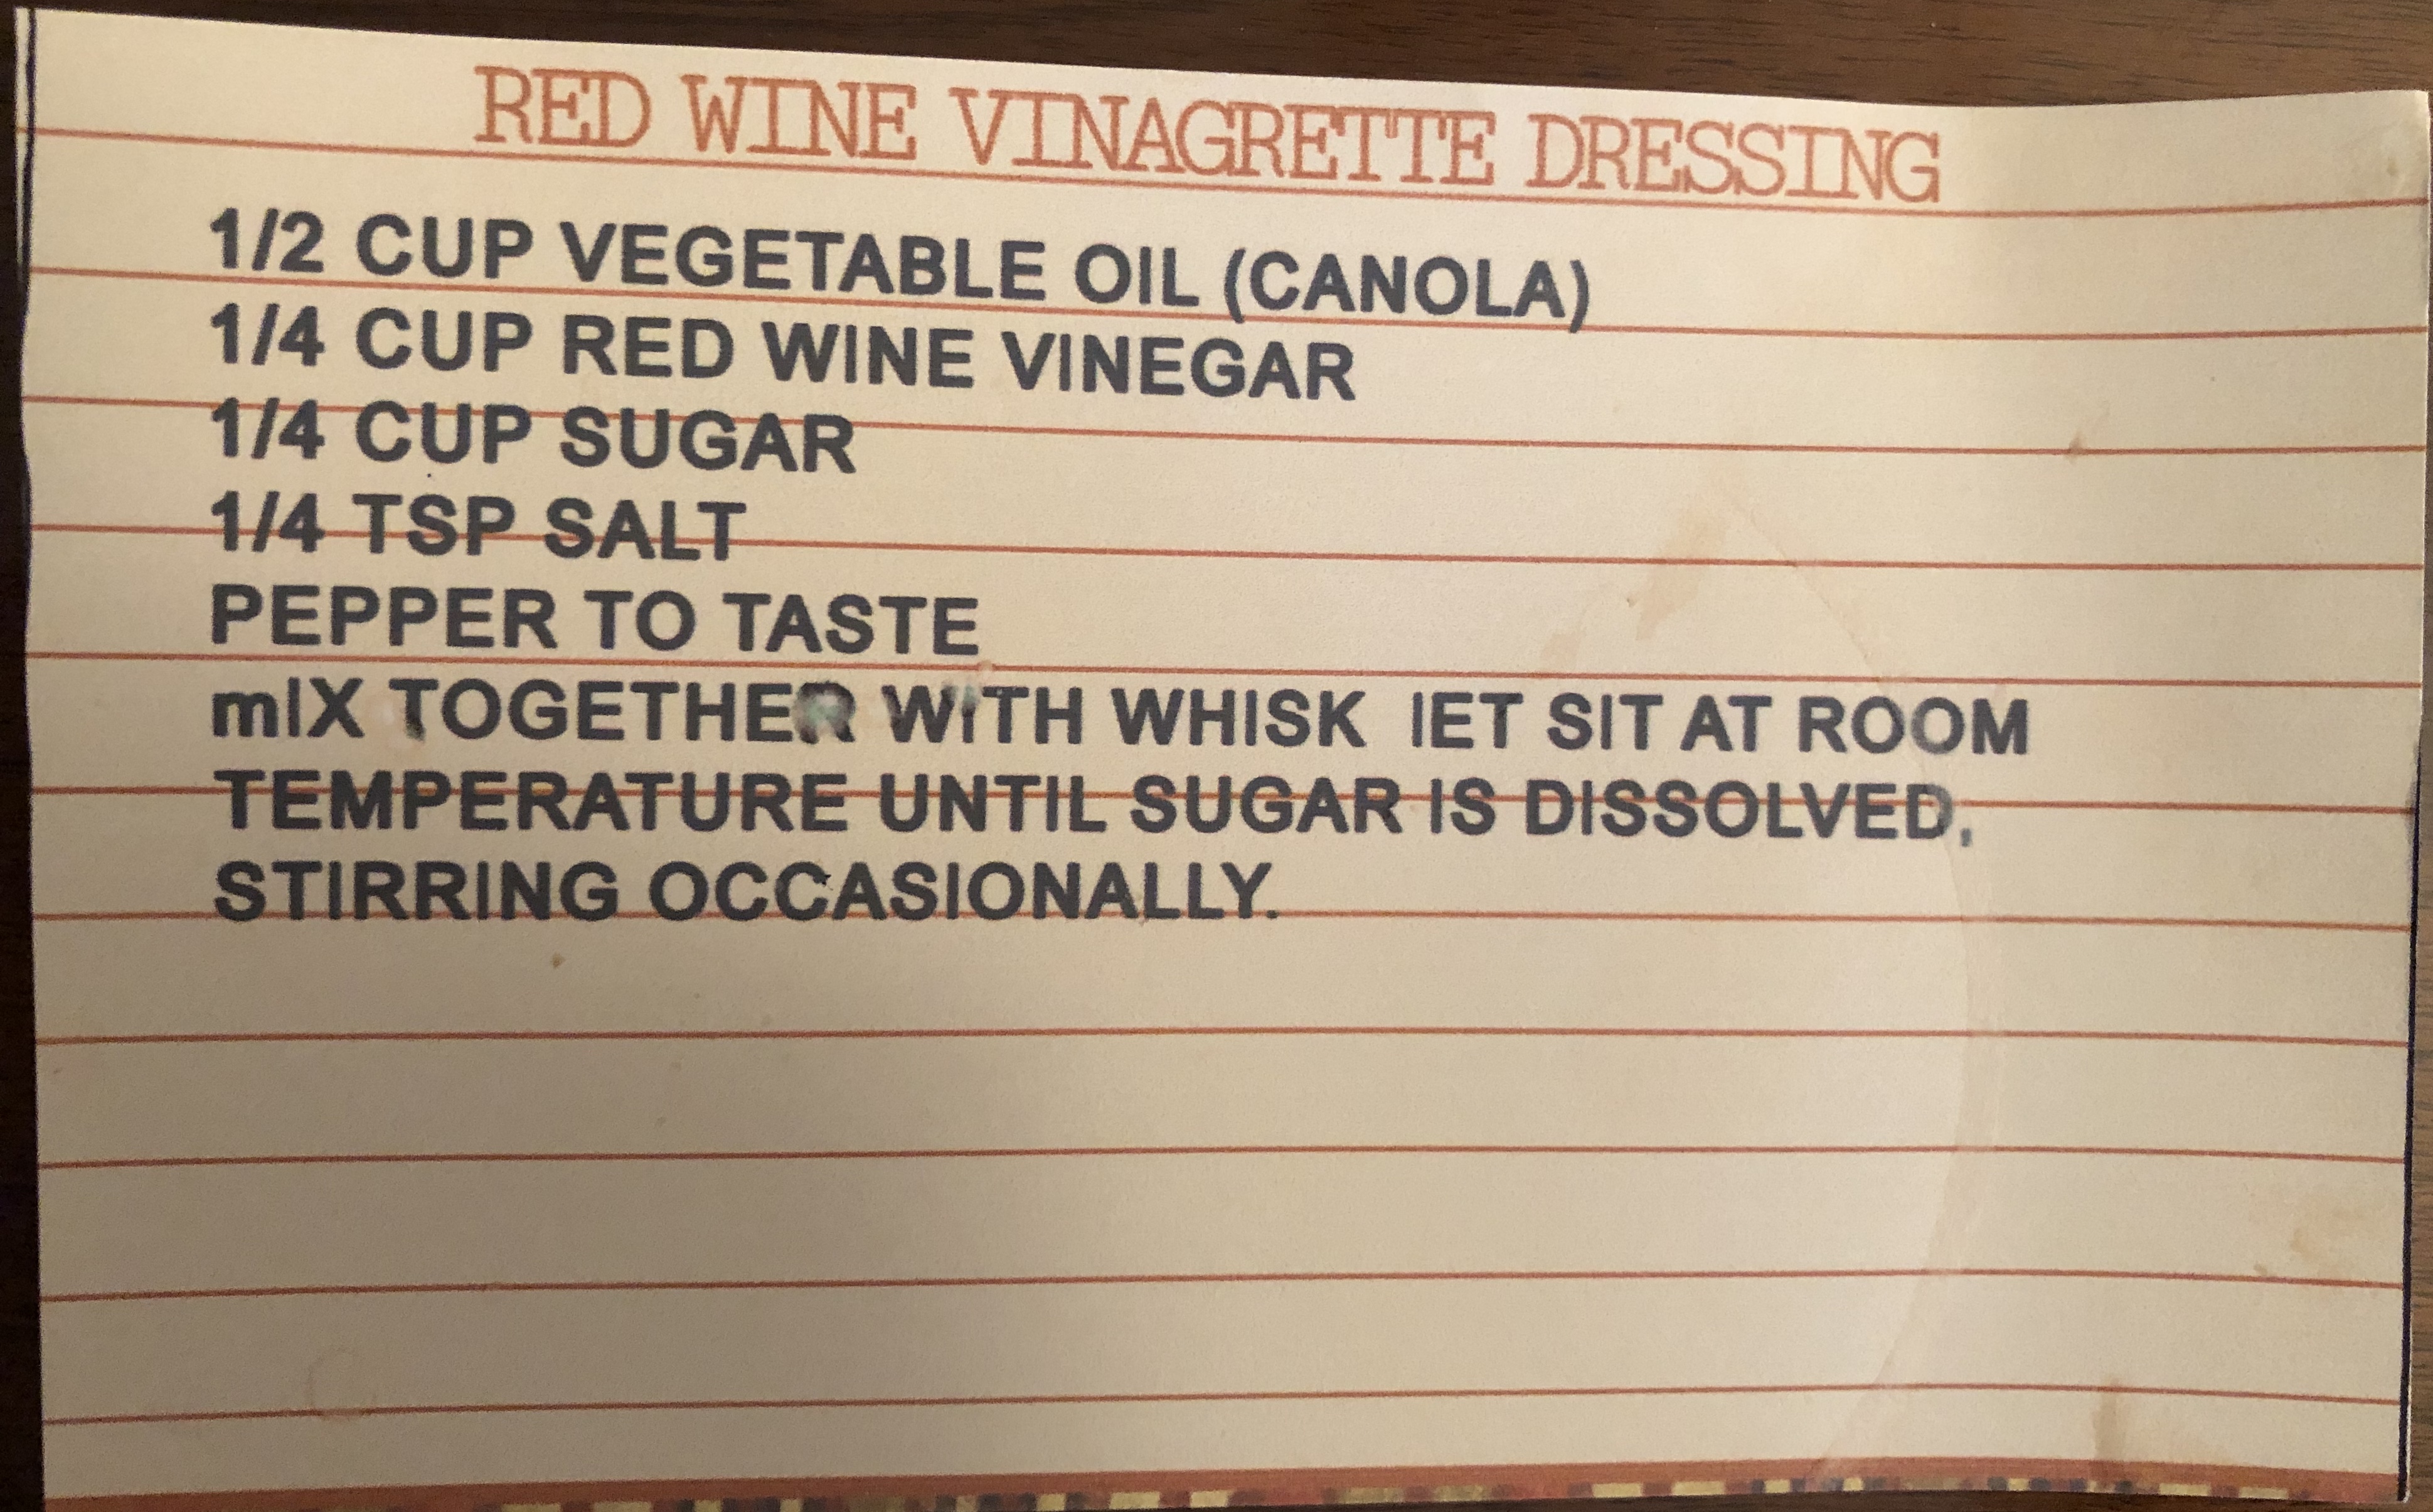 RED WINE VINAGRETTE DRESSING
1/2 CUP VEGETABLE OIL (CANOLA)
1/4 CUP RED WINE VINEGAR
1/4 CUP SUGAR
1/4 TSP SALT
PEPPER TO TASTE
mIX TOGETHER WITH WHISK lET SIT AT ROOM
TEMPERATURE UNTIL SUGAR IS DISSOLVED,
STIRRING OCCASIONALLY.